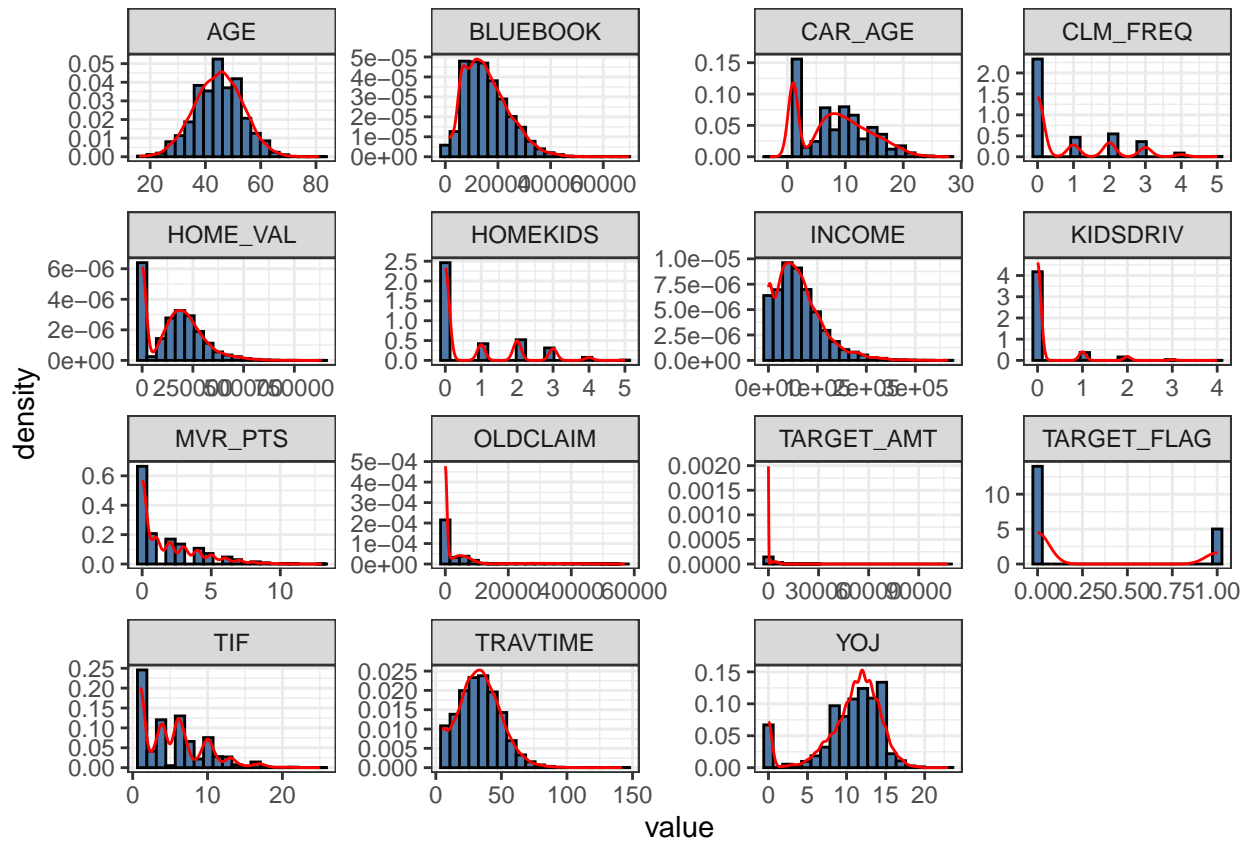 density
AGE
0.05
0.04
0.03
0.02
0.01
0.00
20 40 60 80
BLUEBOOK
5e-05
4e-05
3e-05
2e-05
1e-05
0e+00
0 20000 40000 60000
CAR_AGE
0.15
0.10
0.05
0.00
0 10 20 30
CLM_FREQ
2.0
1.5
1.0
0.5
0.0
0 1 2 3 4 5
HOME_VAL
6e-06
4e-06
2e-06
0e+00
0 250000 500000 750000
HOMEKIDS
2.5
2.0
1.5
1.0
0.5
0.0
0 1 2 3 4 5
INCOME
1.0e-05
7.5e-06
5.0e-06
2.5e-06
0.0e+00
0e+00 1e+05 2e+05 3e+05
KIDSDRIV
4
3
2
1
0
0 1 2 3 4
MVR_PTS
0.6
0.4
0.2
0.0
0 5 10
OLDCLAIM
5e-04
4e-04
3e-04
2e-04
1e-04
0e+00
0 20000 40000 60000
TARGET_AMT
0.0020
0.0015
0.0010
0.0005
0.0000
0 30000 60000 90000
TARGET_FLAG
10
5
0
0.00 0.25 0.50 0.75 1.00
TIF
0.25
0.20
0.15
0.10
0.05
0.00
0 10 20
TRAVTIME
0.025
0.020
0.015
0.010
0.005
0.000
0 50 100 150
YOJ
0.15
0.10
0.05
0.00
0 5 10 15 20
value